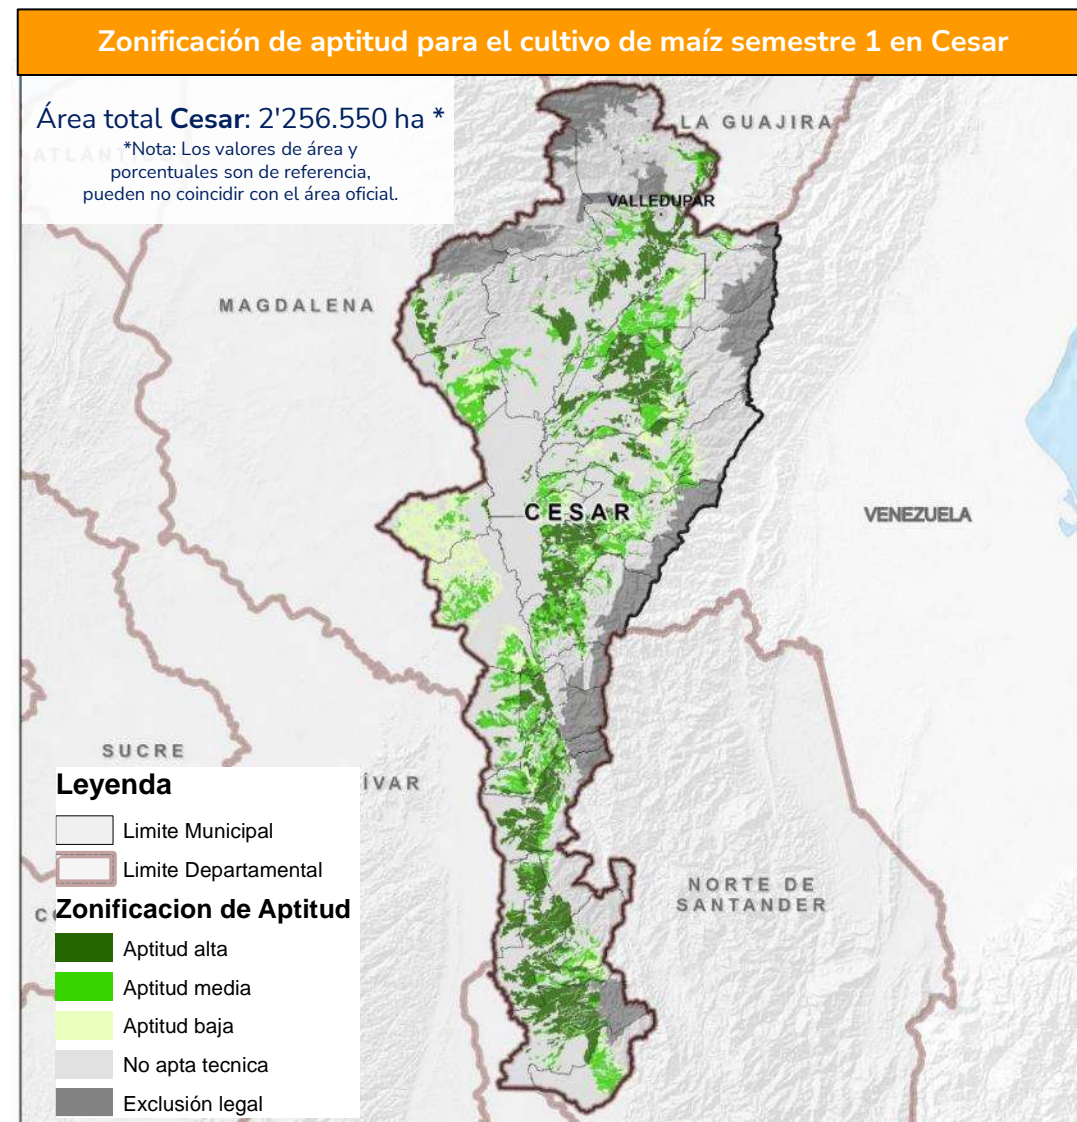 Zonificación de aptitud para el cultivo de maíz semestre 1 en Cesar
Área total Cesar: 2'256.550 ha *
*Nota: Los valores de área y
porcentuales son de referencia,
pueden no coincidir con el área oficial.
LA GUAJIRA
VALLEDUPAR
MAGDALENA
CESAR
VENEZUELA
SUCRE
ÍVAR
NORTE DE
SANTANDER
Leyenda
Limite Municipal
Limite Departamental
Zonificacion de Aptitud
Aptitud alta
Aptitud media
Aptitud baja
No apta tecnica
Exclusión legal